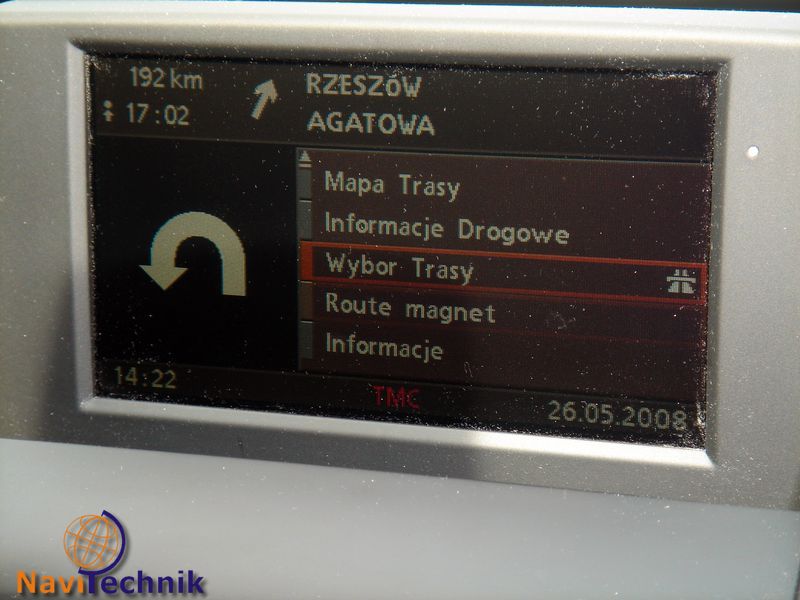 192 km
17:02
RZESZÓW
AGATOWA
Mapa Trasy
Informacje Drogowe
Wybor Trasy
Route magnet
Informacje
14:22
TMC
26.05.2008
NaviTechnik